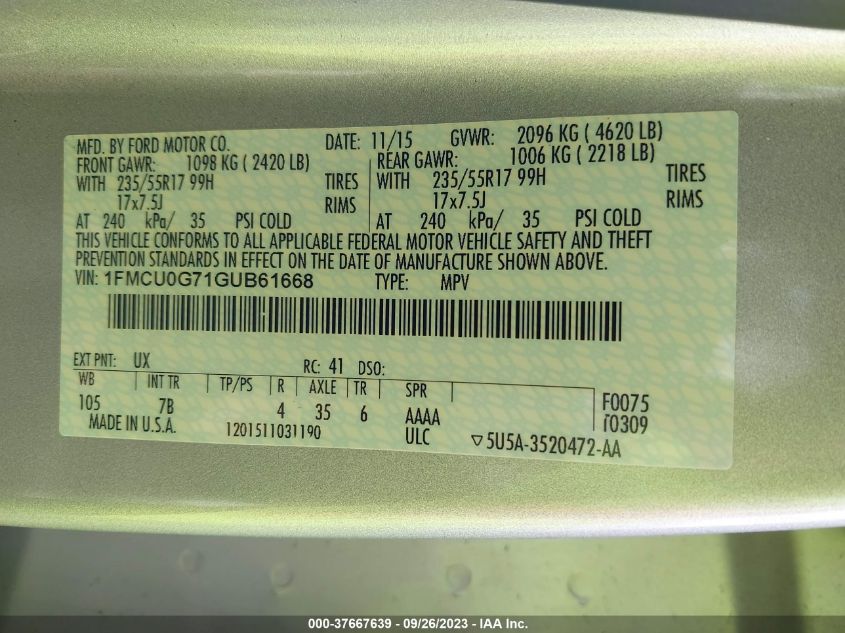 MFD. BY FORD MOTOR CO. DATE: 11/15 GVWR: 2096 KG ( 4620 LB)
FRONT GAWR: 1098 KG ( 2420 LB) REAR GAWR: 1006 KG ( 2218 LB)
WITH 235/55R17 99H TIRES WITH 235/55R17 99H TIRES
17x7.5J RIMS 17x7.5J RIMS
AT 240 kPa/ 35 PSI COLD AT 240 kPa/ 35 PSI COLD
THIS VEHICLE CONFORMS TO ALL APPLICABLE FEDERAL MOTOR VEHICLE SAFETY AND THEFT
PREVENTION STANDARDS IN EFFECT ON THE DATE OF MANUFACTURE SHOWN ABOVE.
VIN: 1FMCU0G71GUB61668 TYPE: MPV
EXT PNT: UX RC: 41 DSO:
WB INT TR TP/PS R AXLE TR SPR
105 7B 4 35 6 AAAA F0075
MADE IN U.S.A. 1201511031190 ULC 5U5A-3520472-AA T0309
000-37667639 - 09/26/2023 - IAA Inc.